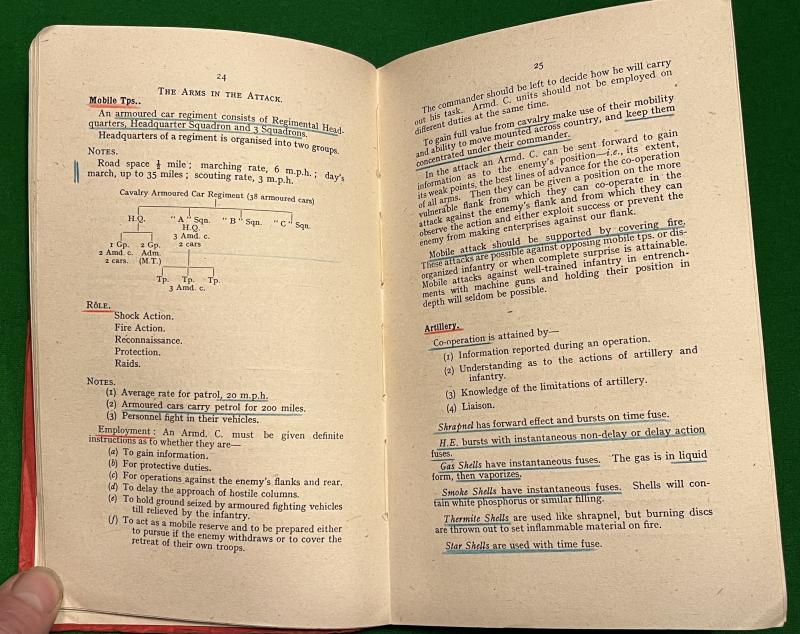 24
THE ARMS IN THE ATTACK.
Mobile Tps..
An armoured car regiment consists of Regimental Head-
quarters, Headquarter Squadron and 3 Squadrons.
Headquarters of a regiment is organised into two groups.
NOTES.
Road space ½ mile; marching rate, 6 m.p.h.; day's
march, up to 35 miles; scouting rate, 3 m.p.h.
Cavalry Armoured Car Regiment (38 armoured cars)
H.Q. "A" Sqn. "B" Sqn. "C" Sqn.
H.Q.
3 Amd. c.
1 Gp. 2 Gp. 2 cars
2 Amd. c. Adm.
2 cars. (M.T.)
Tp. Tp. Tp.
3 Amd. c.
RÔLE.
Shock Action.
Fire Action.
Reconnaissance.
Protection.
Raids.
NOTES.
(1) Average rate for patrol, 20 m.p.h.
(2) Armoured cars carry petrol for 200 miles.
(3) Personnel fight in their vehicles.
Employment: An Armd. C. must be given definite
instructions as to whether they are—
(a) To gain information.
(b) For protective duties.
(c) For operations against the enemy's flanks and rear.
(d) To delay the approach of hostile columns.
(e) To hold ground seized by armoured fighting vehicles
till relieved by the infantry.
(f) To act as a mobile reserve and to be prepared either
to pursue if the enemy withdraws or to cover the
retreat of their own troops.
25
The commander should be left to decide how he will carry
out his task. Armd. C. units should not be employed on
different duties at the same time.
To gain full value from cavalry make use of their mobility
and ability to move mounted across country, and keep them
concentrated under their commander.
In the attack an Armd. C. can be sent forward to gain
information as to the enemy's position—i.e., its extent,
its weak points, the best lines of advance for the co-operation
of all arms. Then they can be given a position on the more
vulnerable flank from which they can co-operate in the
attack against the enemy's flank and from which they can
observe the action and either exploit success or prevent the
enemy from making enterprises against our flank.
Mobile attack should be supported by covering fire.
These attacks are possible against opposing mobile tps. or dis-
organized infantry or when complete surprise is attainable.
Mobile attacks against well-trained infantry in entrench-
ments with machine guns and holding their position in
depth will seldom be possible.
Artillery.
Co-operation is attained by—
(1) Information reported during an operation.
(2) Understanding as to the actions of artillery and
infantry.
(3) Knowledge of the limitations of artillery.
(4) Liaison.
Shrapnel has forward effect and bursts on time fuse.
H.E. bursts with instantaneous non-delay or delay action
fuses.
Gas Shells have instantaneous fuses. The gas is in liquid
form, then vaporizes.
Smoke Shells have instantaneous fuses. Shells will con-
tain white phosphorus or similar filling.
Thermite Shells are used like shrapnel, but burning discs
are thrown out to set inflammable material on fire.
Star Shells are used with time fuse.